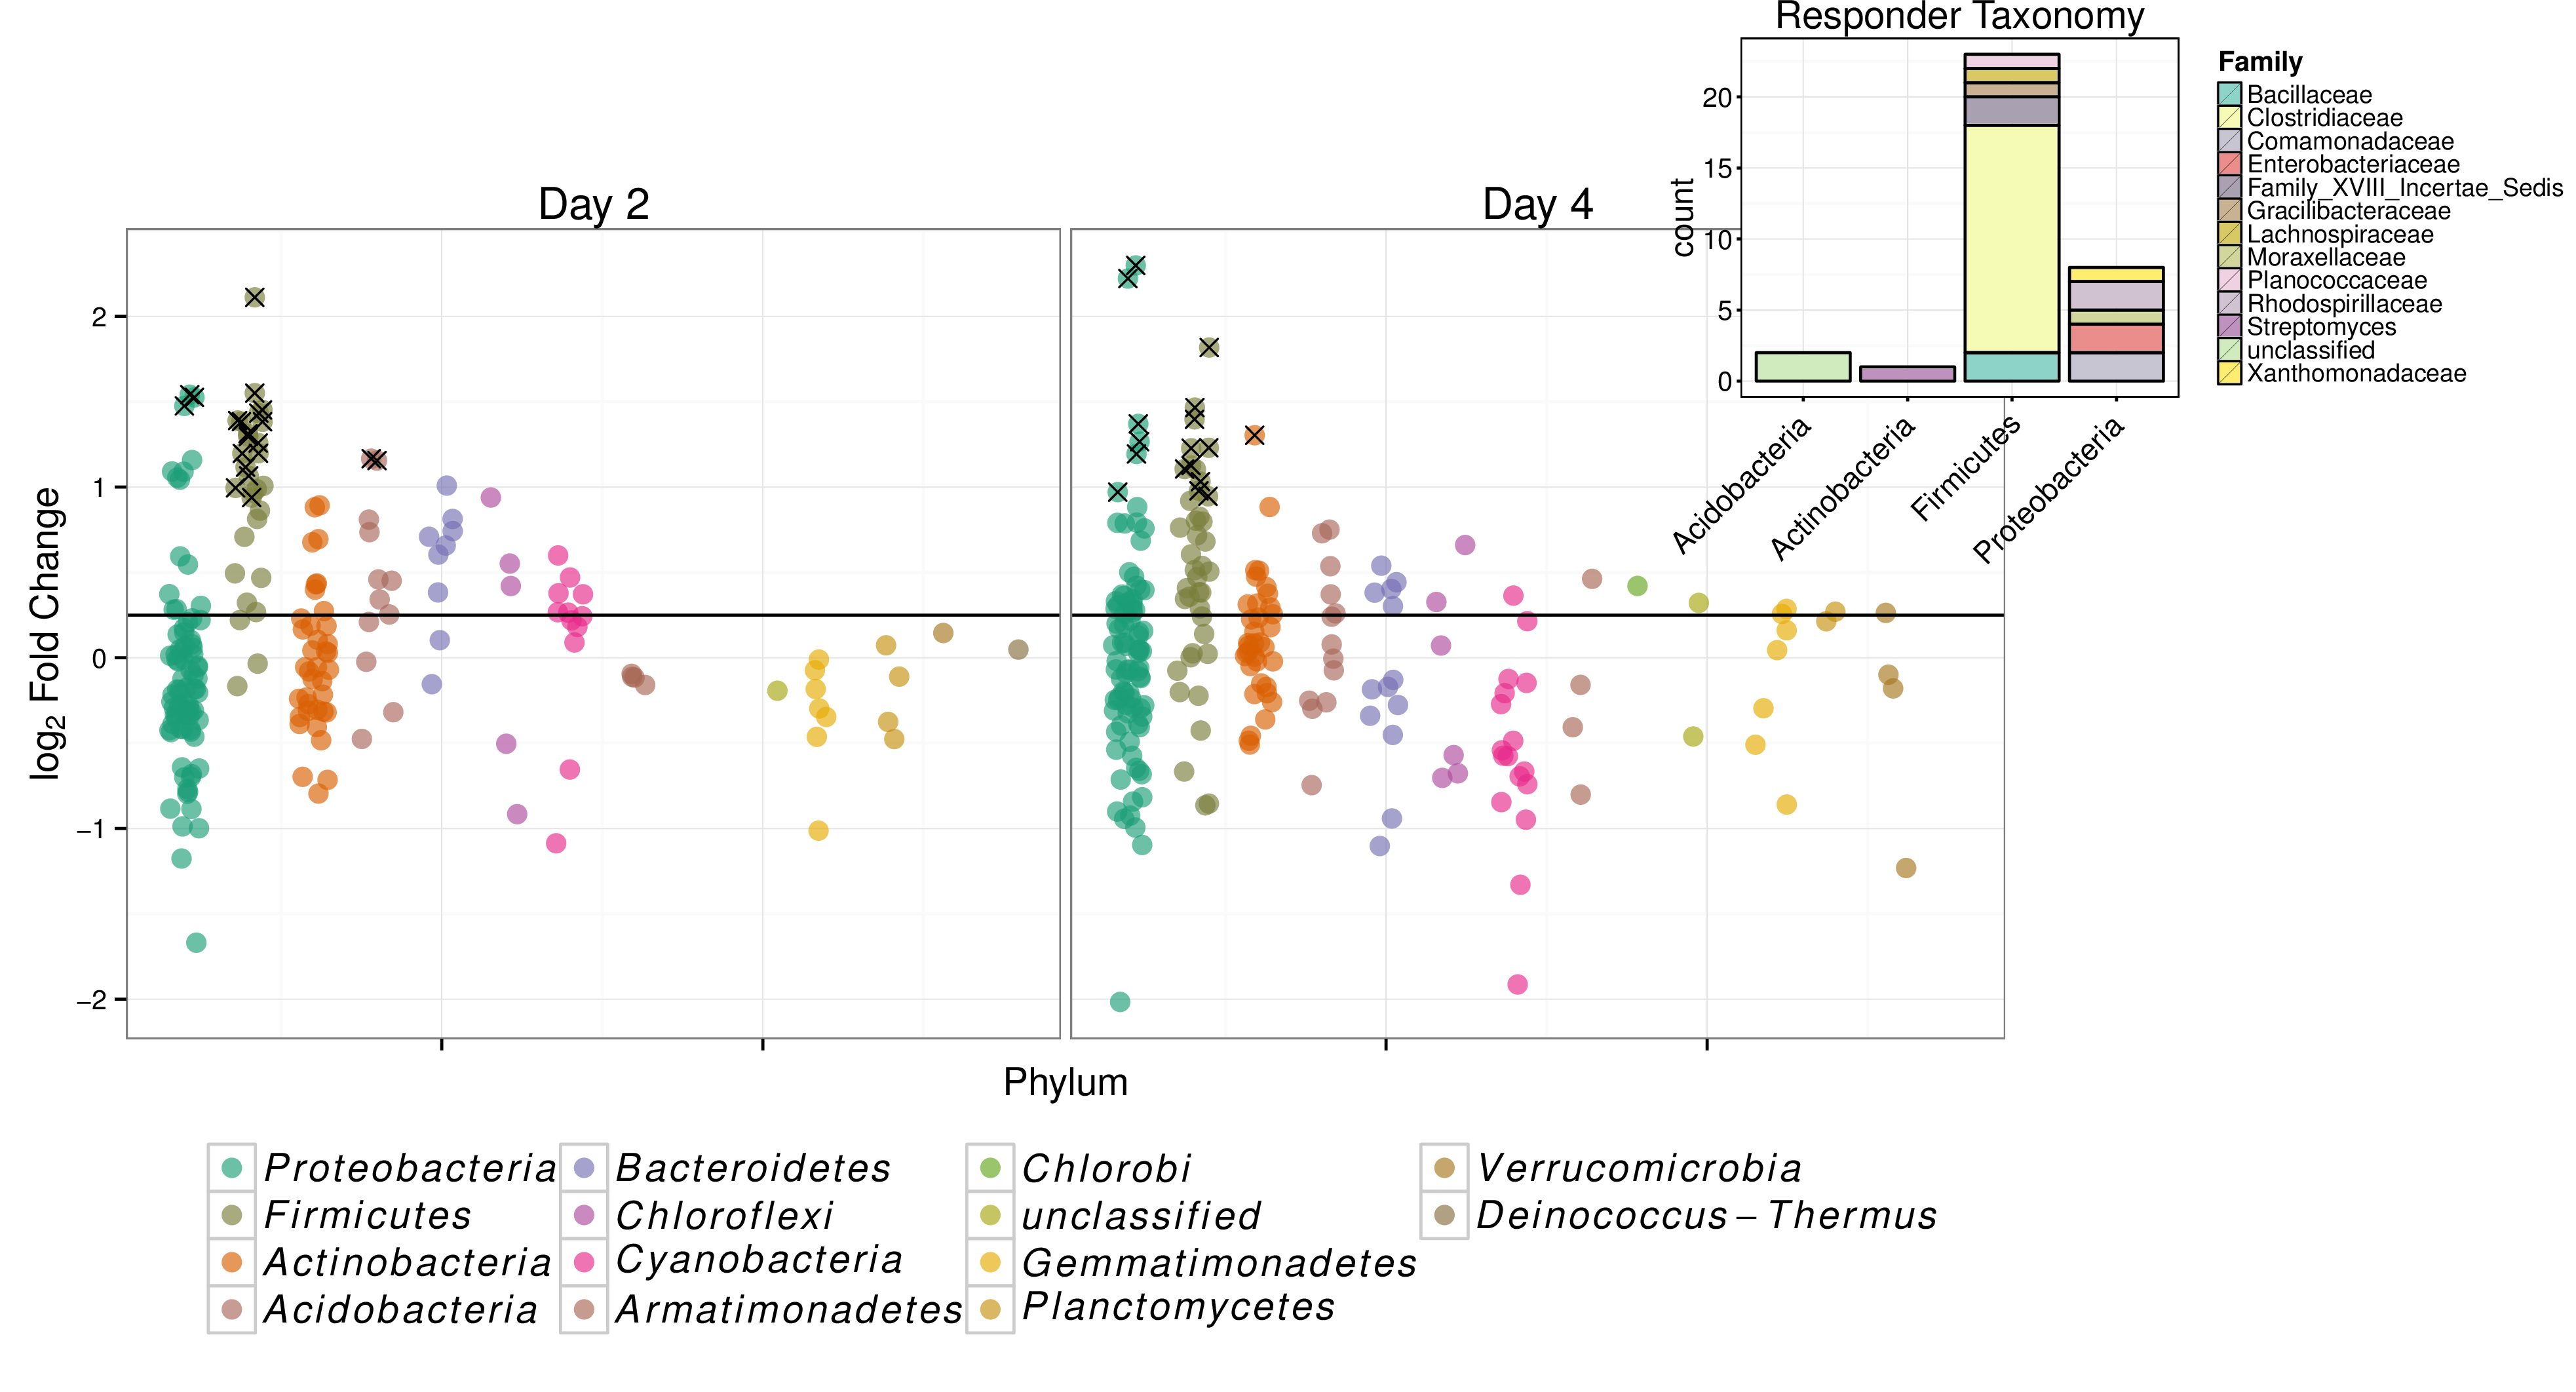 Responder Taxonomy
count
20
15
10
5
0
Acidobacteria
Actinobacteria
Firmicutes
Proteobacteria
Family
Bacillaceae
Clostridiaceae
Comamonadaceae
Enterobacteriaceae
Family_XVIII_Incertae_Sedis
Gracilibacteraceae
Lachnospiraceae
Moraxellaceae
Planococcaceae
Rhodospirillaceae
Streptomyces
unclassified
Xanthomonadaceae
Day 2
Day 4
log2 Fold Change
2
1
0
−1
−2
Phylum
Proteobacteria
Firmicutes
Actinobacteria
Acidobacteria
Bacteroidetes
Chloroflexi
Cyanobacteria
Armatimonadetes
Chlorobi
unclassified
Gemmatimonadetes
Planctomycetes
Verrucomicrobia
Deinococcus−Thermus